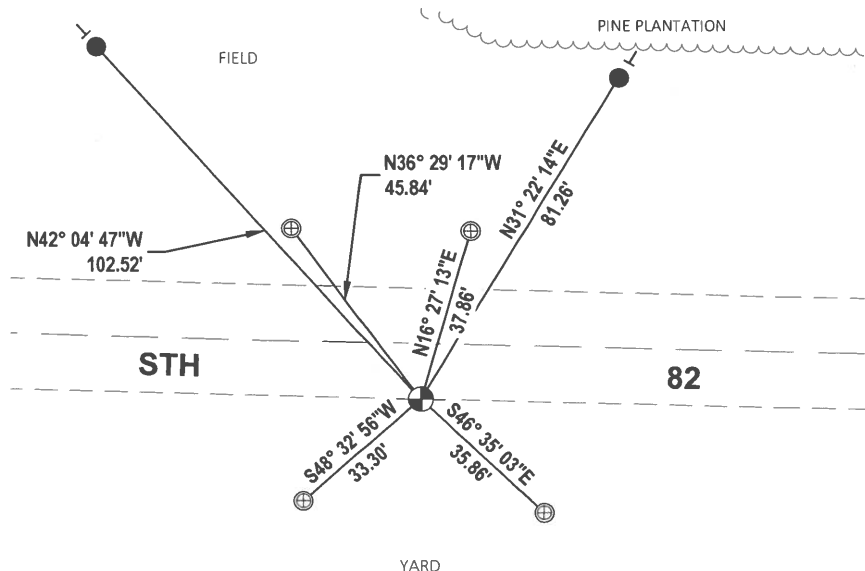 PINE PLANTATION
FIELD
N36° 29' 17"W
45.84'
N31° 22' 14"E
81.26'
N42° 04' 47"W
102.52'
N16° 27' 13"E
37.86'
STH
82
S48° 32' 56"W
33.30'
S46° 35' 03"E
35.86'
YARD